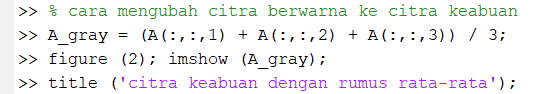 >> % cara mengubah citra berwarna ke citra keabuan
>> A_gray = (A(:,:,1) + A(:,:,2) + A(:,:,3)) / 3;
>> figure (2); imshow (A_gray);
>> title ('citra keabuan dengan rumus rata-rata');